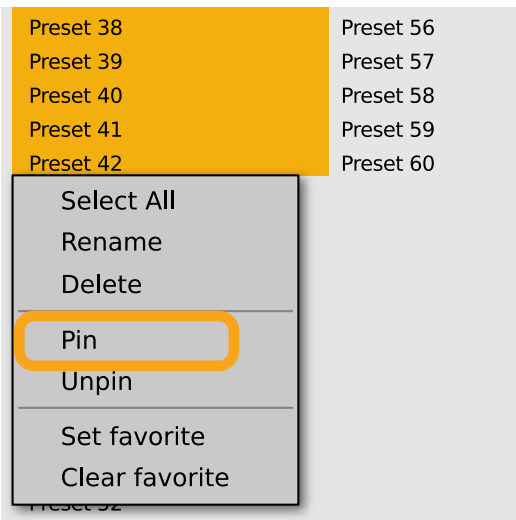 Preset 38
Preset 39
Preset 40
Preset 41
Preset 42
Preset 56
Preset 57
Preset 58
Preset 59
Preset 60
Select All
Rename
Delete
Pin
Unpin
Set favorite
Clear favorite